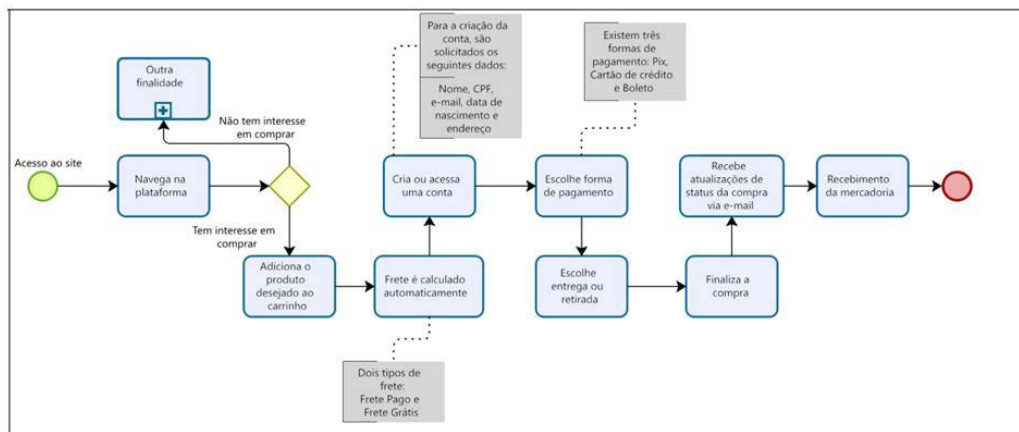 Acesso ao site
Navega na
plataforma
Outra
finalidade
Não tem interesse
em comprar
Tem interesse em
comprar
Adiciona o
produto
desejado ao
carrinho
Frete é calculado
automaticamente
Dois tipos de
frete:
Frete Pago e
Frete Grátis
Cria ou acessa
uma conta
Para a criação da
conta, são
solicitados os
seguintes dados:
Nome, CPF,
e-mail, data de
nascimento e
endereço
Escolhe forma
de pagamento
Existem três
formas de
pagamento: Pix,
Cartão de crédito
e Boleto
Escolhe
entrega ou
retirada
Finaliza a
compra
Recebe
atualizações de
status da compra
via e-mail
Recebimento
da mercadoria